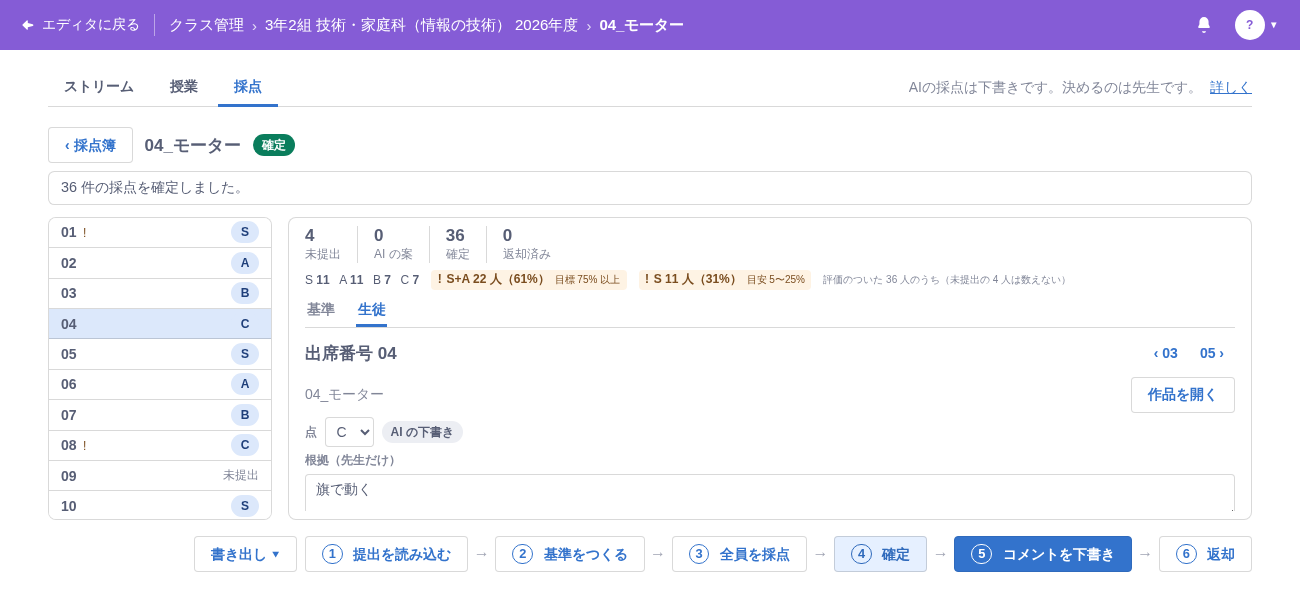 エディタに戻る
クラス管理 › 3年2組 技術・家庭科（情報の技術） 2026年度 › 04_モーター
?
ストリーム 授業 採点
AIの採点は下書きです。決めるのは先生です。 詳しく
‹ 採点簿 04_モーター 確定
36 件の採点を確定しました。
01 ! S
02 A
03 B
04 C
05 S
06 A
07 B
08 ! C
09 未提出
10 S
4 0 36 0
未提出 AI の案 確定 返却済み
S 11 A 11 B 7 C 7 ! S+A 22 人（61%） 目標 75% 以上 ! S 11 人（31%） 目安 5〜25% 評価のついた 36 人のうち（未提出の 4 人は数えない）
基準 生徒
出席番号 04 ‹ 03 05 ›
04_モーター 作品を開く
点 C AI の下書き
根拠（先生だけ）
旗で動く
書き出し ▾ 1 提出を読み込む → 2 基準をつくる → 3 全員を採点 → 4 確定 → 5 コメントを下書き → 6 返却